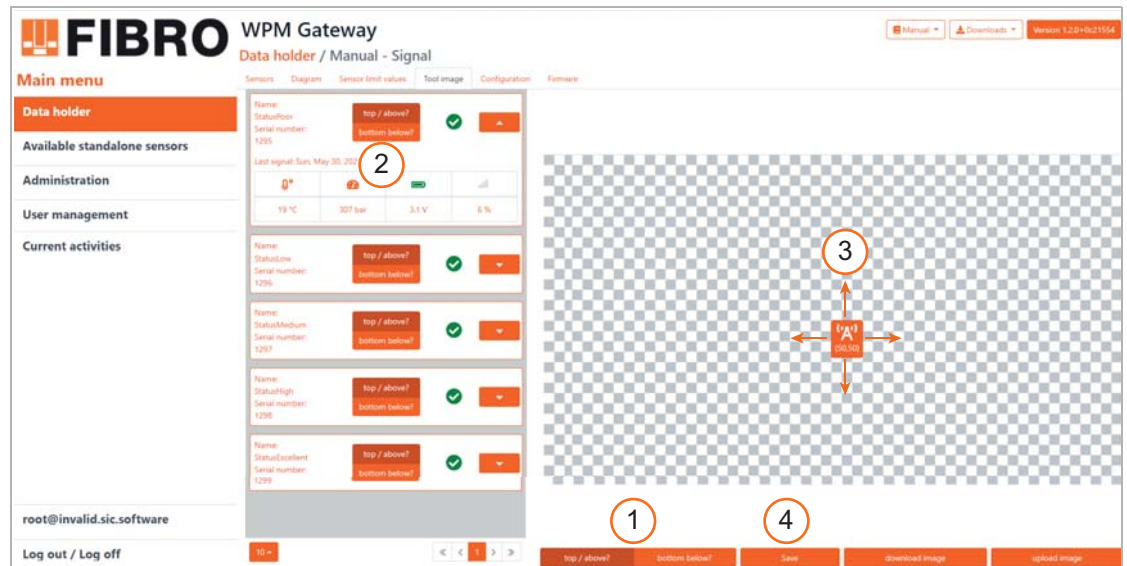 FIBRO
WPM Gateway
Manual
Downloads
Version 1.2.0+0c21554
Data holder / Manual - Signal
Main menu
Sensors
Diagram
Sensor limit values
Tool image
Configuration
Firmware
Data holder
Available standalone sensors
Administration
User management
Current activities
root@invalid.sic.software
Log out / Log off
Name:
StatusPoor
Serial number:
1295
top / above?
bottom below?
Last signal: Sun, May 30, 202
2
19 °C
307 bar
3.1 V
6 %
Name:
StatusLow
Serial number:
1296
top / above?
bottom below?
Name:
StatusMedium
Serial number:
1297
top / above?
bottom below?
Name:
StatusHigh
Serial number:
1298
top / above?
bottom below?
Name:
StatusExcellent
Serial number:
1299
top / above?
bottom below?
10
« < 1 > »
3
(50,50)
1
4
top / above?
bottom below?
Save
download image
upload image